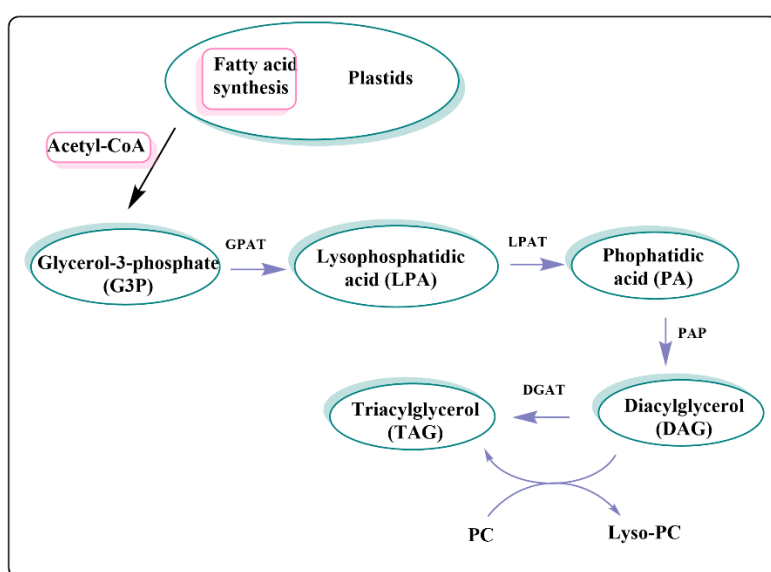 Fatty acid
synthesis
Plastids
Acetyl-CoA
Glycerol-3-phosphate
(G3P)
GPAT
Lysophosphatidic
acid (LPA)
LPAT
Phophatidic
acid (PA)
PAP
Diacylglycerol
(DAG)
DGAT
Triacylglycerol
(TAG)
PC
Lyso-PC